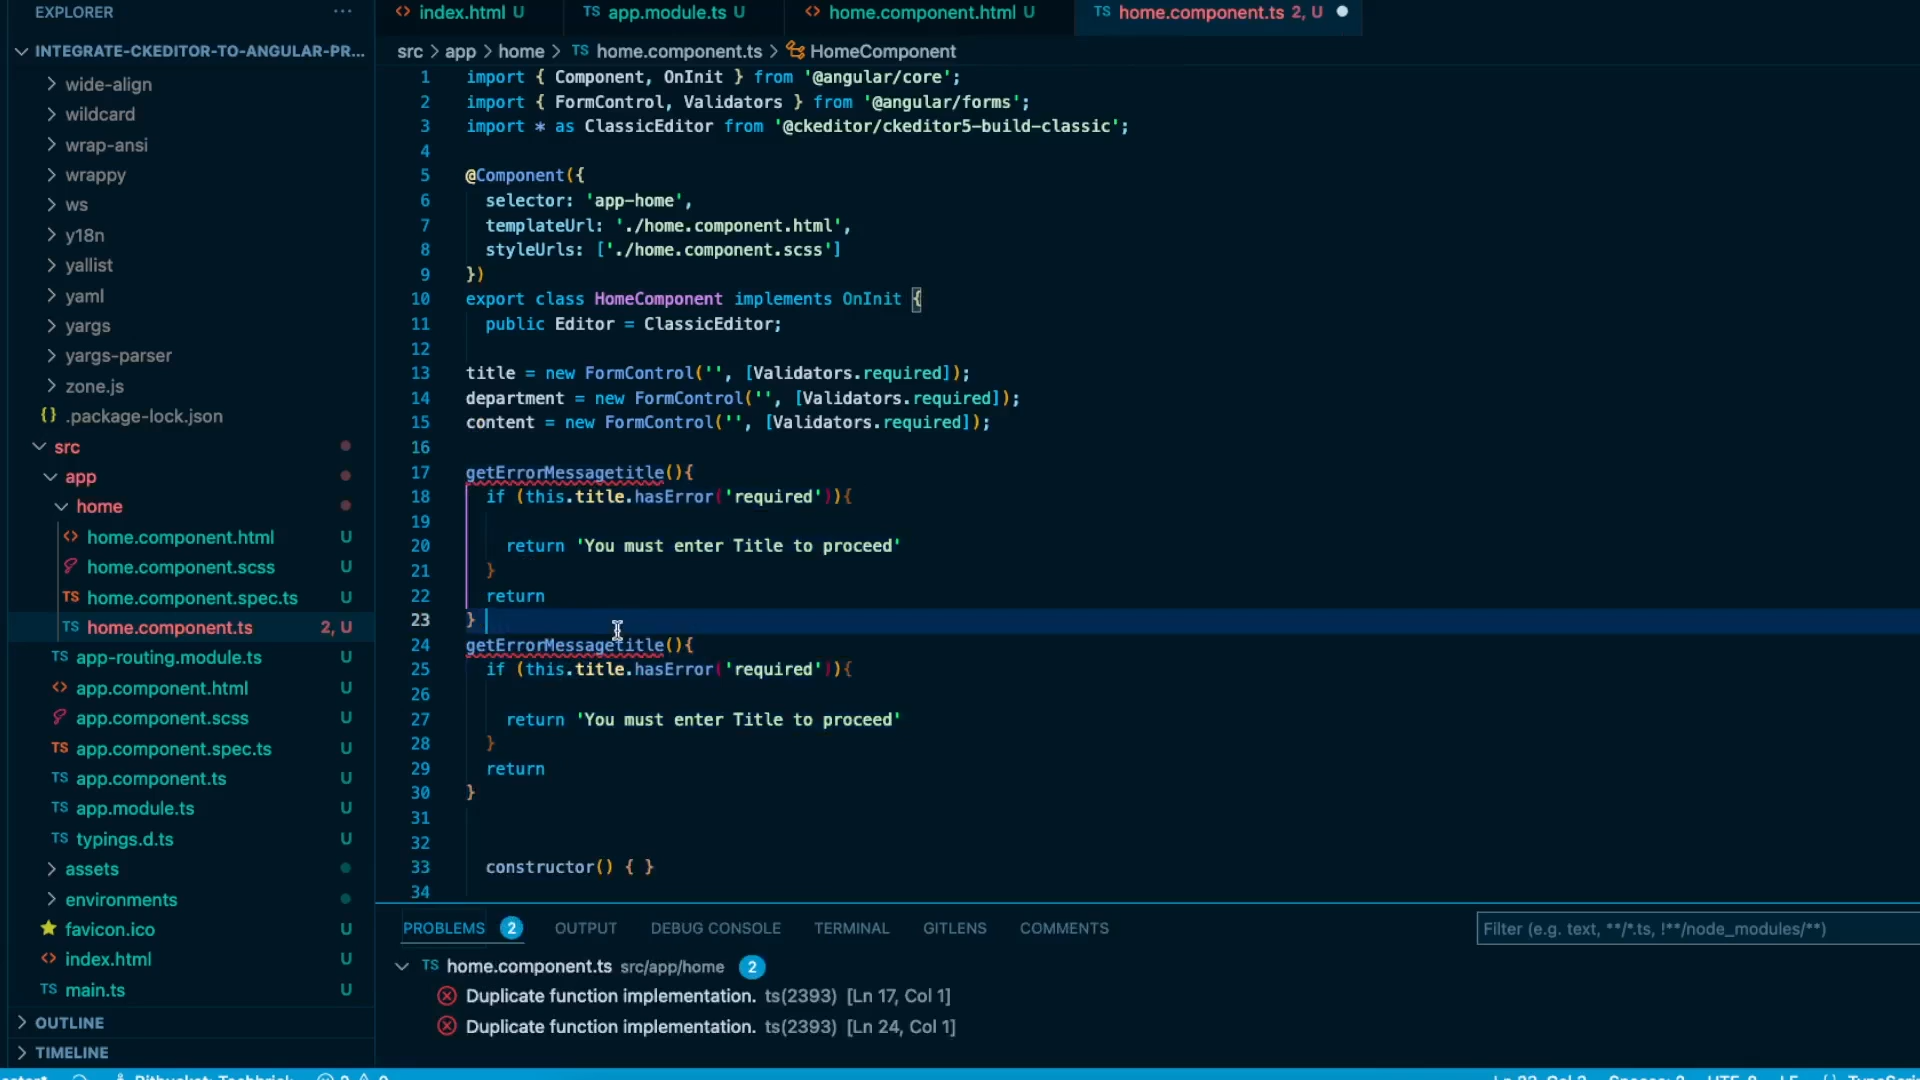 EXPLORER
···
INTEGRATE-CKEDITOR-TO-ANGULAR-PR...
wide-align
wildcard
wrap-ansi
wrappy
ws
y18n
yallist
yaml
yargs
yargs-parser
zone.js
{} .package-lock.json
src
app
home
<> home.component.html U
home.component.scss U
TS home.component.spec.ts U
TS home.component.ts 2, U
TS app-routing.module.ts U
<> app.component.html U
app.component.scss U
TS app.component.spec.ts U
TS app.component.ts U
TS app.module.ts U
TS typings.d.ts U
assets
environments
favicon.ico U
<> index.html U
TS main.ts U
OUTLINE
TIMELINE
<> index.html U
TS app.module.ts U
<> home.component.html U
TS home.component.ts 2, U
src > app > home > TS home.component.ts > HomeComponent
1 import { Component, OnInit } from '@angular/core';
2 import { FormControl, Validators } from '@angular/forms';
3 import * as ClassicEditor from '@ckeditor/ckeditor5-build-classic';
4
5 @Component({
6 selector: 'app-home',
7 templateUrl: './home.component.html',
8 styleUrls: ['./home.component.scss']
9 })
10 export class HomeComponent implements OnInit {
11 public Editor = ClassicEditor;
12
13 title = new FormControl('', [Validators.required]);
14 department = new FormControl('', [Validators.required]);
15 content = new FormControl('', [Validators.required]);
16
17 getErrorMessagetitle(){
18 if (this.title.hasError('required')){
19
20 return 'You must enter Title to proceed'
21 }
22 return
23 }
24 getErrorMessagetitle(){
25 if (this.title.hasError('required')){
26
27 return 'You must enter Title to proceed'
28 }
29 return
30 }
31
32
33 constructor() { }
34
PROBLEMS 2 OUTPUT DEBUG CONSOLE TERMINAL GITLENS COMMENTS
Filter (e.g. text, **/*.ts, !**/node_modules/**)
TS home.component.ts src/app/home 2
Duplicate function implementation. ts(2393) [Ln 17, Col 1]
Duplicate function implementation. ts(2393) [Ln 24, Col 1]